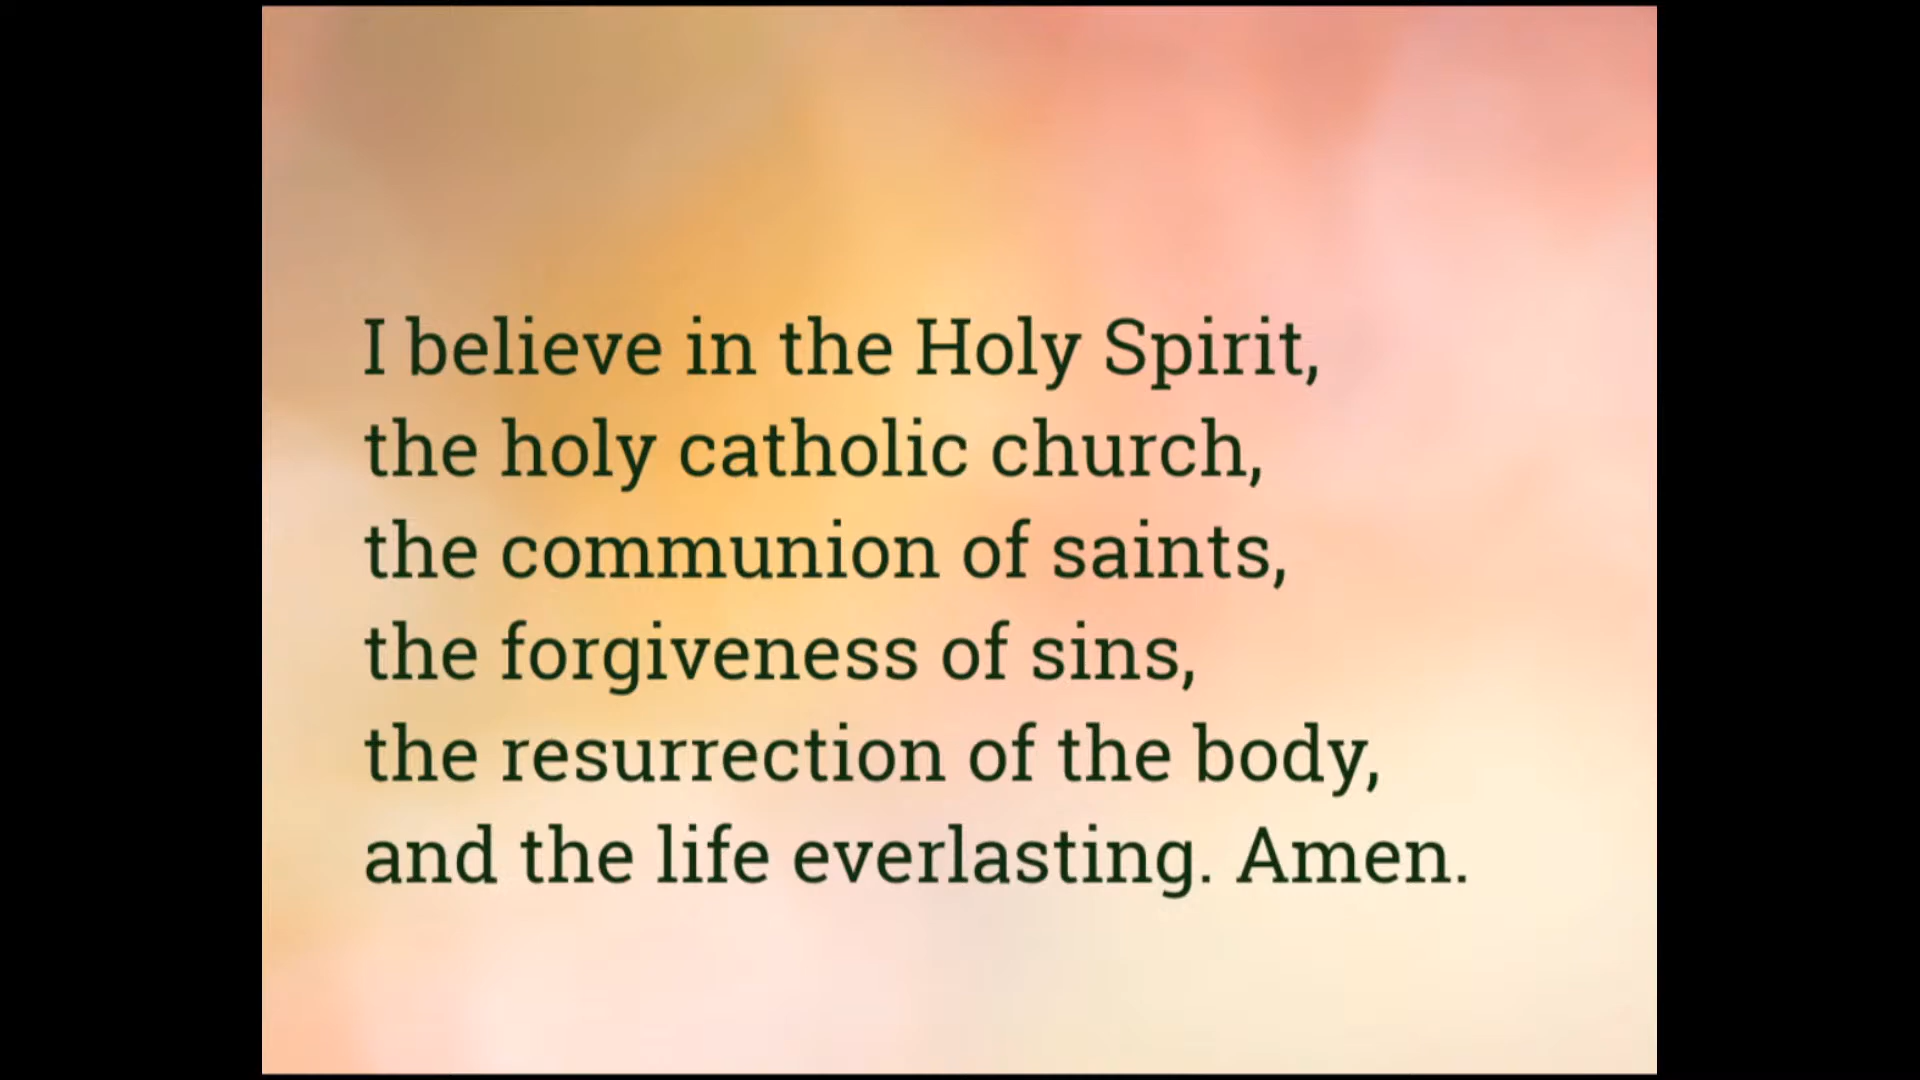 I believe in the Holy Spirit,
the holy catholic church,
the communion of saints,
the forgiveness of sins,
the resurrection of the body,
and the life everlasting. Amen.